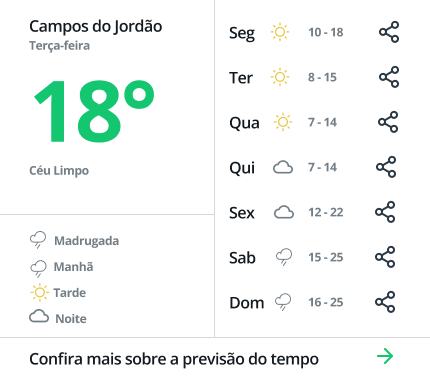 Campos do Jordão
Terça-feira
18°
Céu Limpo
Madrugada
Manhã
Tarde
Noite
Seg 10 - 18
Ter 8 - 15
Qua 7 - 14
Qui 7 - 14
Sex 12 - 22
Sab 15 - 25
Dom 16 - 25
Confira mais sobre a previsão do tempo